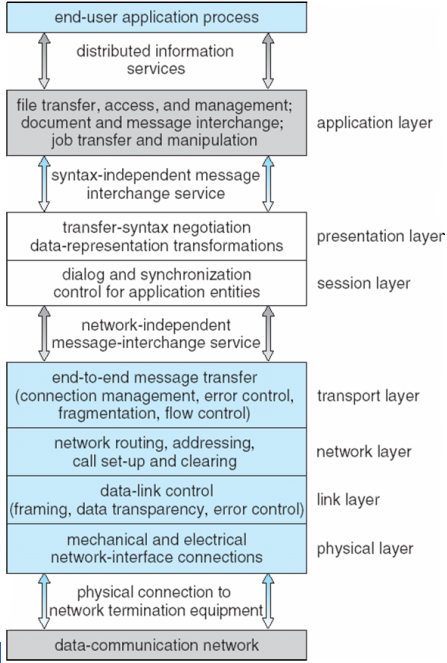 end-user application process
distributed information
services
file transfer, access, and management;
document and message interchange;
job transfer and manipulation
application layer
syntax-independent message
interchange service
transfer-syntax negotiation
data-representation transformations
presentation layer
dialog and synchronization
control for application entities
session layer
network-independent
message-interchange service
end-to-end message transfer
(connection management, error control,
fragmentation, flow control)
transport layer
network routing, addressing,
call set-up and clearing
network layer
data-link control
(framing, data transparency, error control)
link layer
mechanical and electrical
network-interface connections
physical layer
physical connection to
network termination equipment
data-communication network